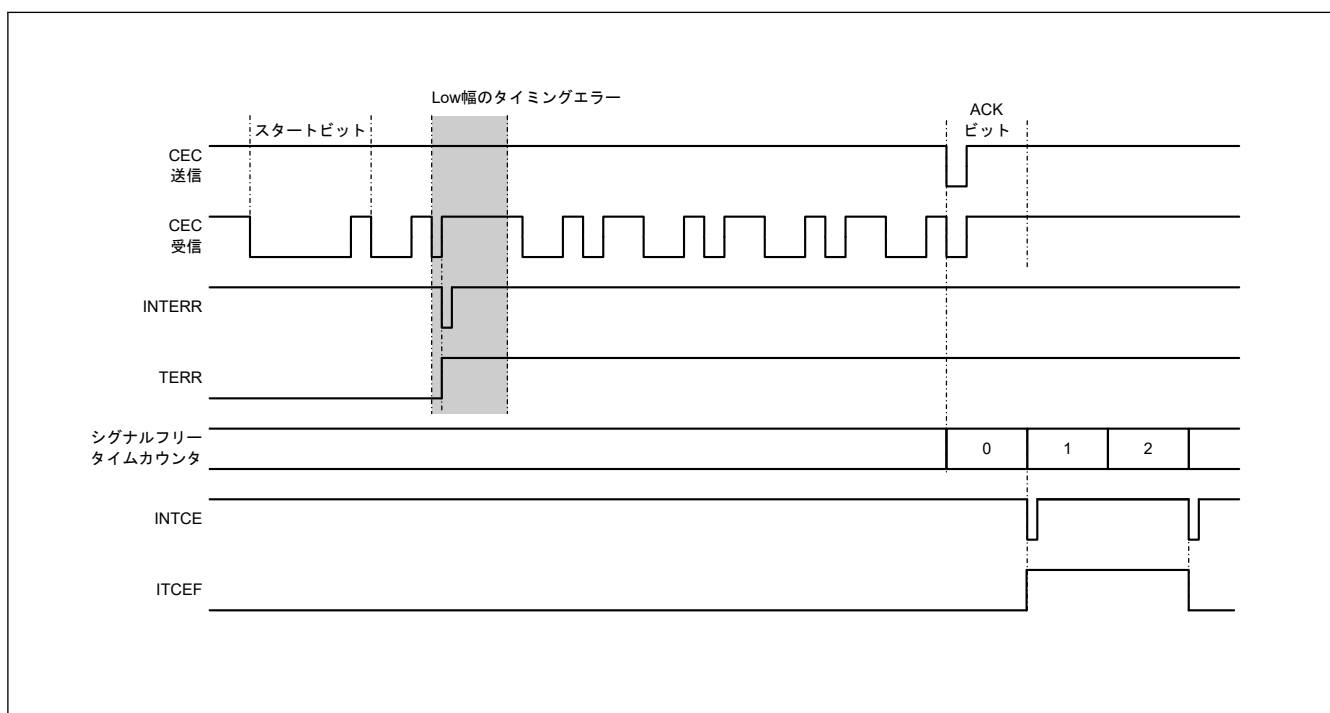 Low幅のタイミングエラー
スタートビット
ACK
ビット
CEC
送信
CEC
受信
INTERR
TERR
シグナルフリー
タイムカウンタ
0
1
2
INTCE
ITCEF